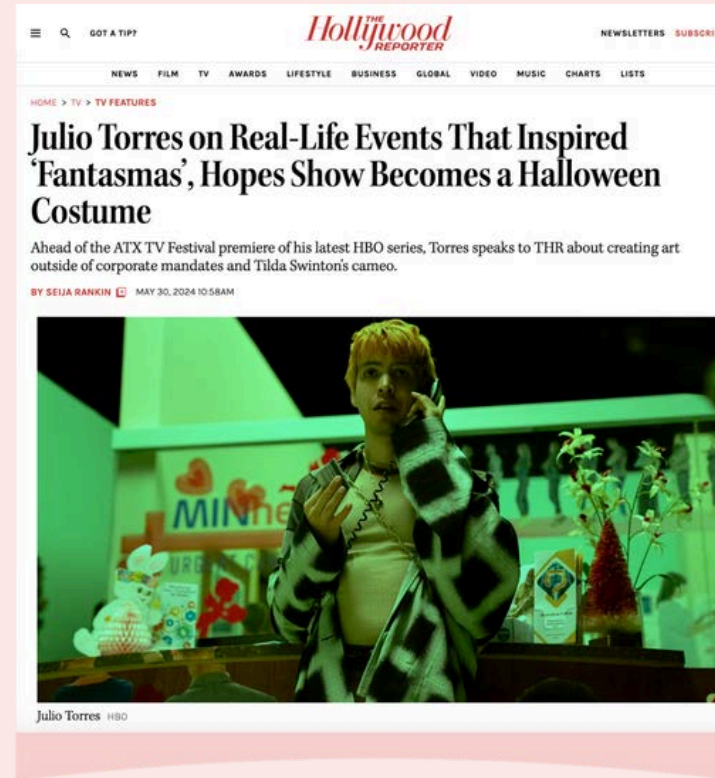 GOT A TIP?
THE
Hollywood
REPORTER
NEWSLETTERS SUBSCRI
NEWS FILM TV AWARDS LIFESTYLE BUSINESS GLOBAL VIDEO MUSIC CHARTS LISTS
HOME > TV > TV FEATURES
Julio Torres on Real-Life Events That Inspired
‘Fantasmas’, Hopes Show Becomes a Halloween
Costume
Ahead of the ATX TV Festival premiere of his latest HBO series, Torres speaks to THR about creating art
outside of corporate mandates and Tilda Swinton's cameo.
BY SEIJA RANKIN MAY 30, 2024 10:58AM
MINhe
Julio Torres HBO